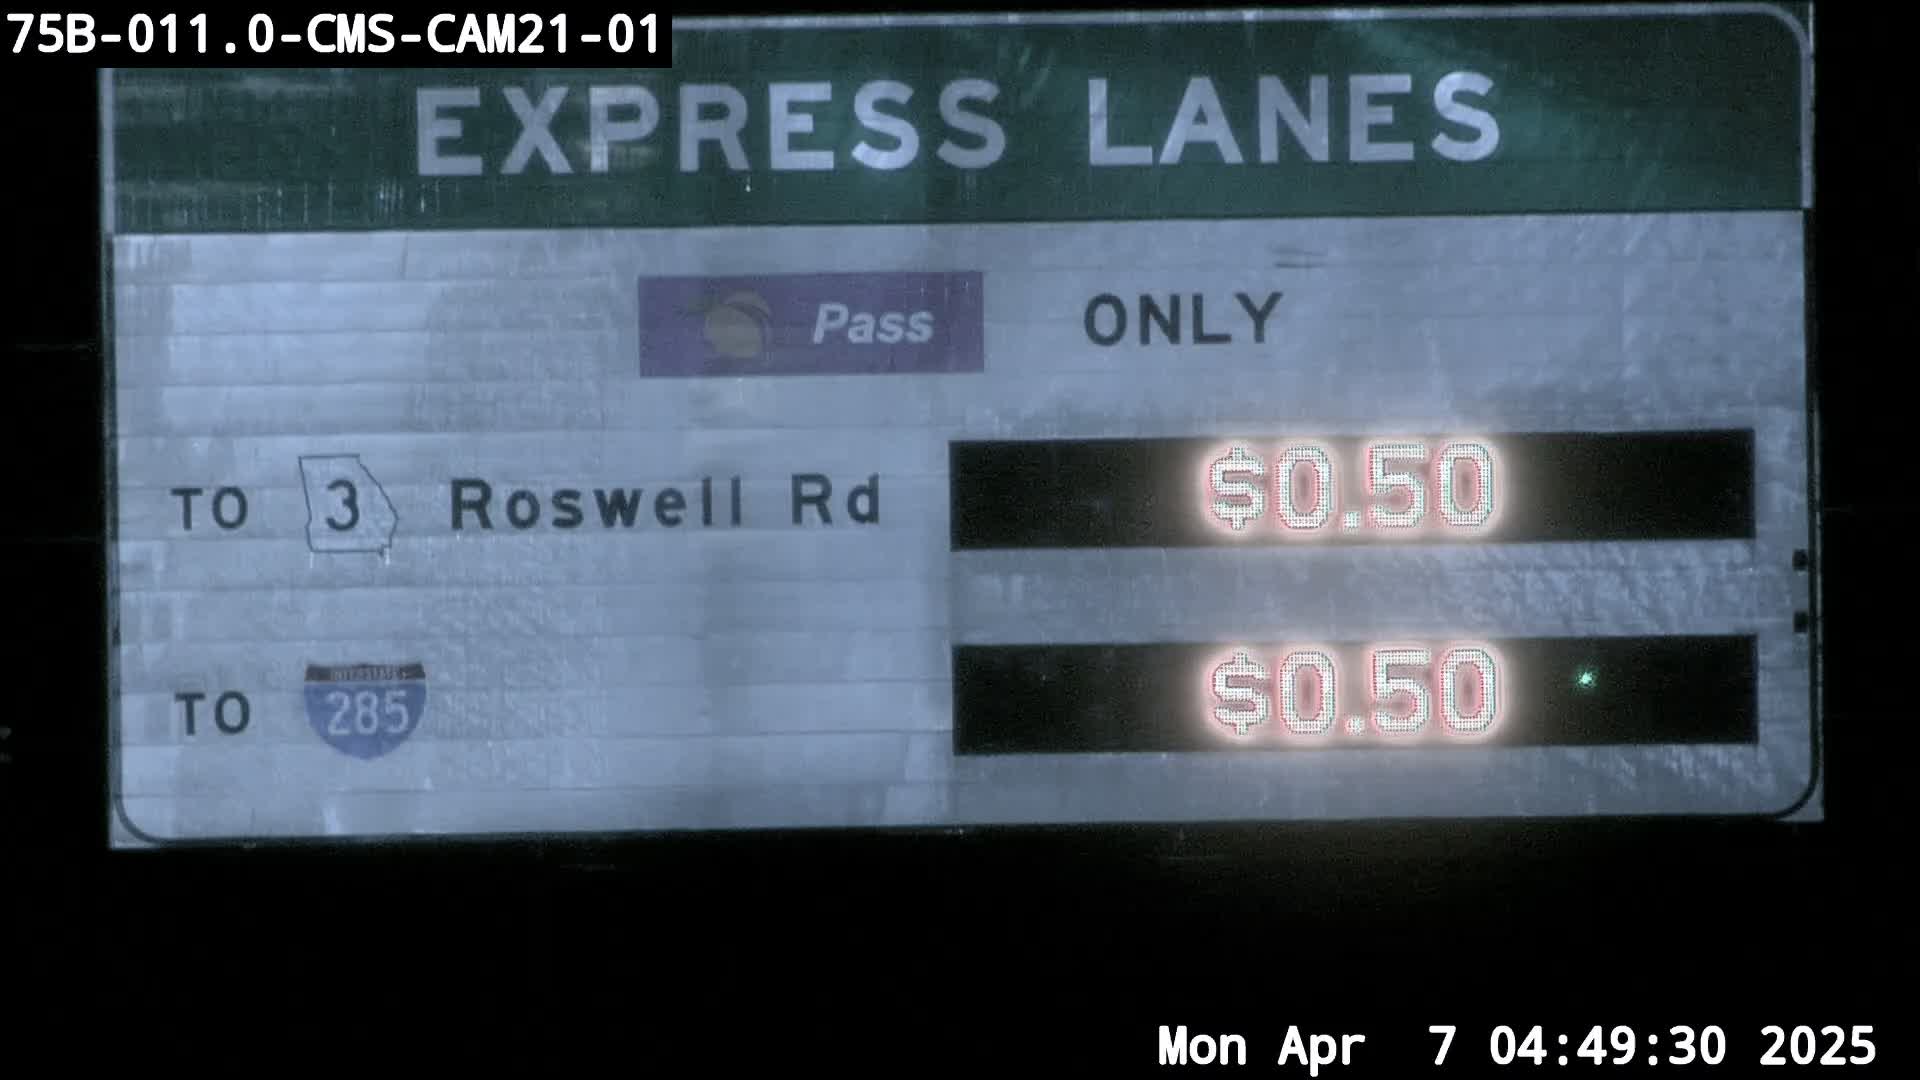 75B-011.0-CMS-CAM21-01
EXPRESS LANES
Pass ONLY
TO 3 Roswell Rd $0.50
INTERSTATE
TO 285 $0.50
Mon Apr 7 04:49:30 2025